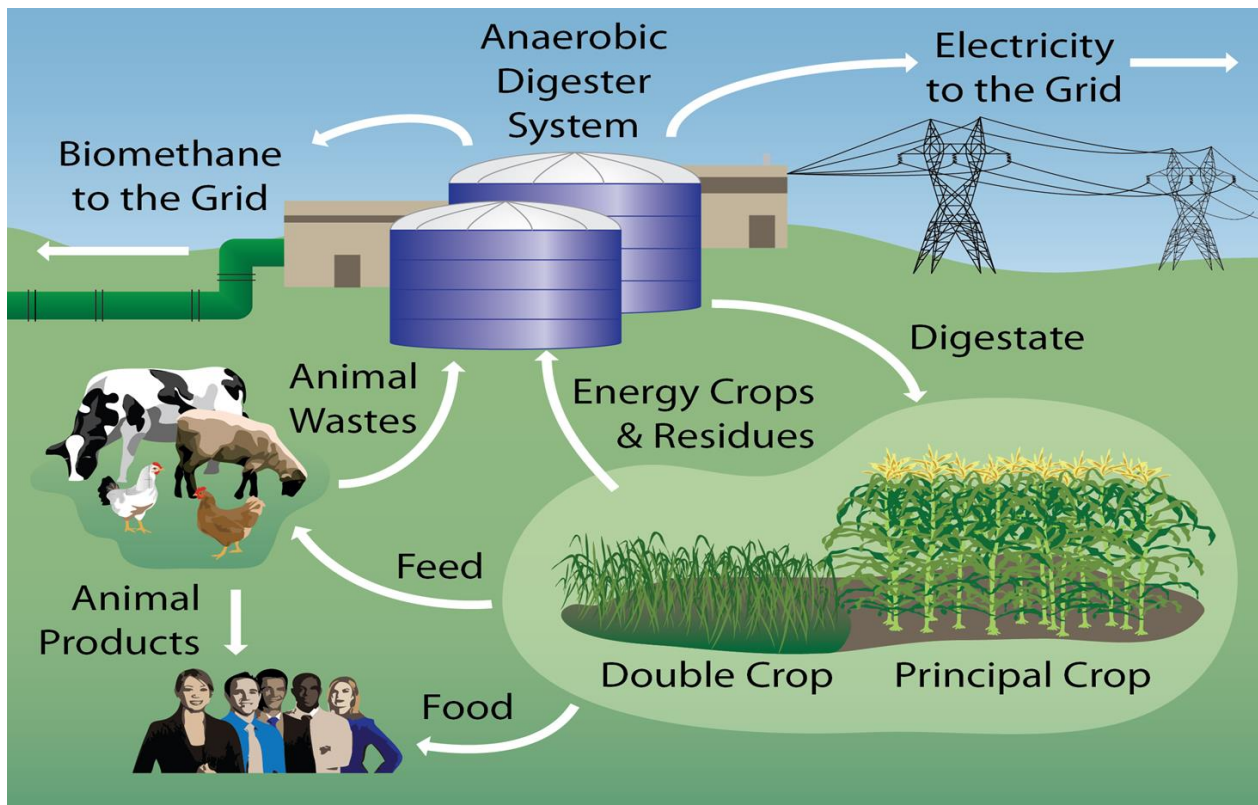 Anaerobic
Digester
System
Electricity
to the Grid
Biomethane
to the Grid
Digestate
Animal
Wastes
Energy Crops
& Residues
Feed
Animal
Products
Double Crop
Principal Crop
Food